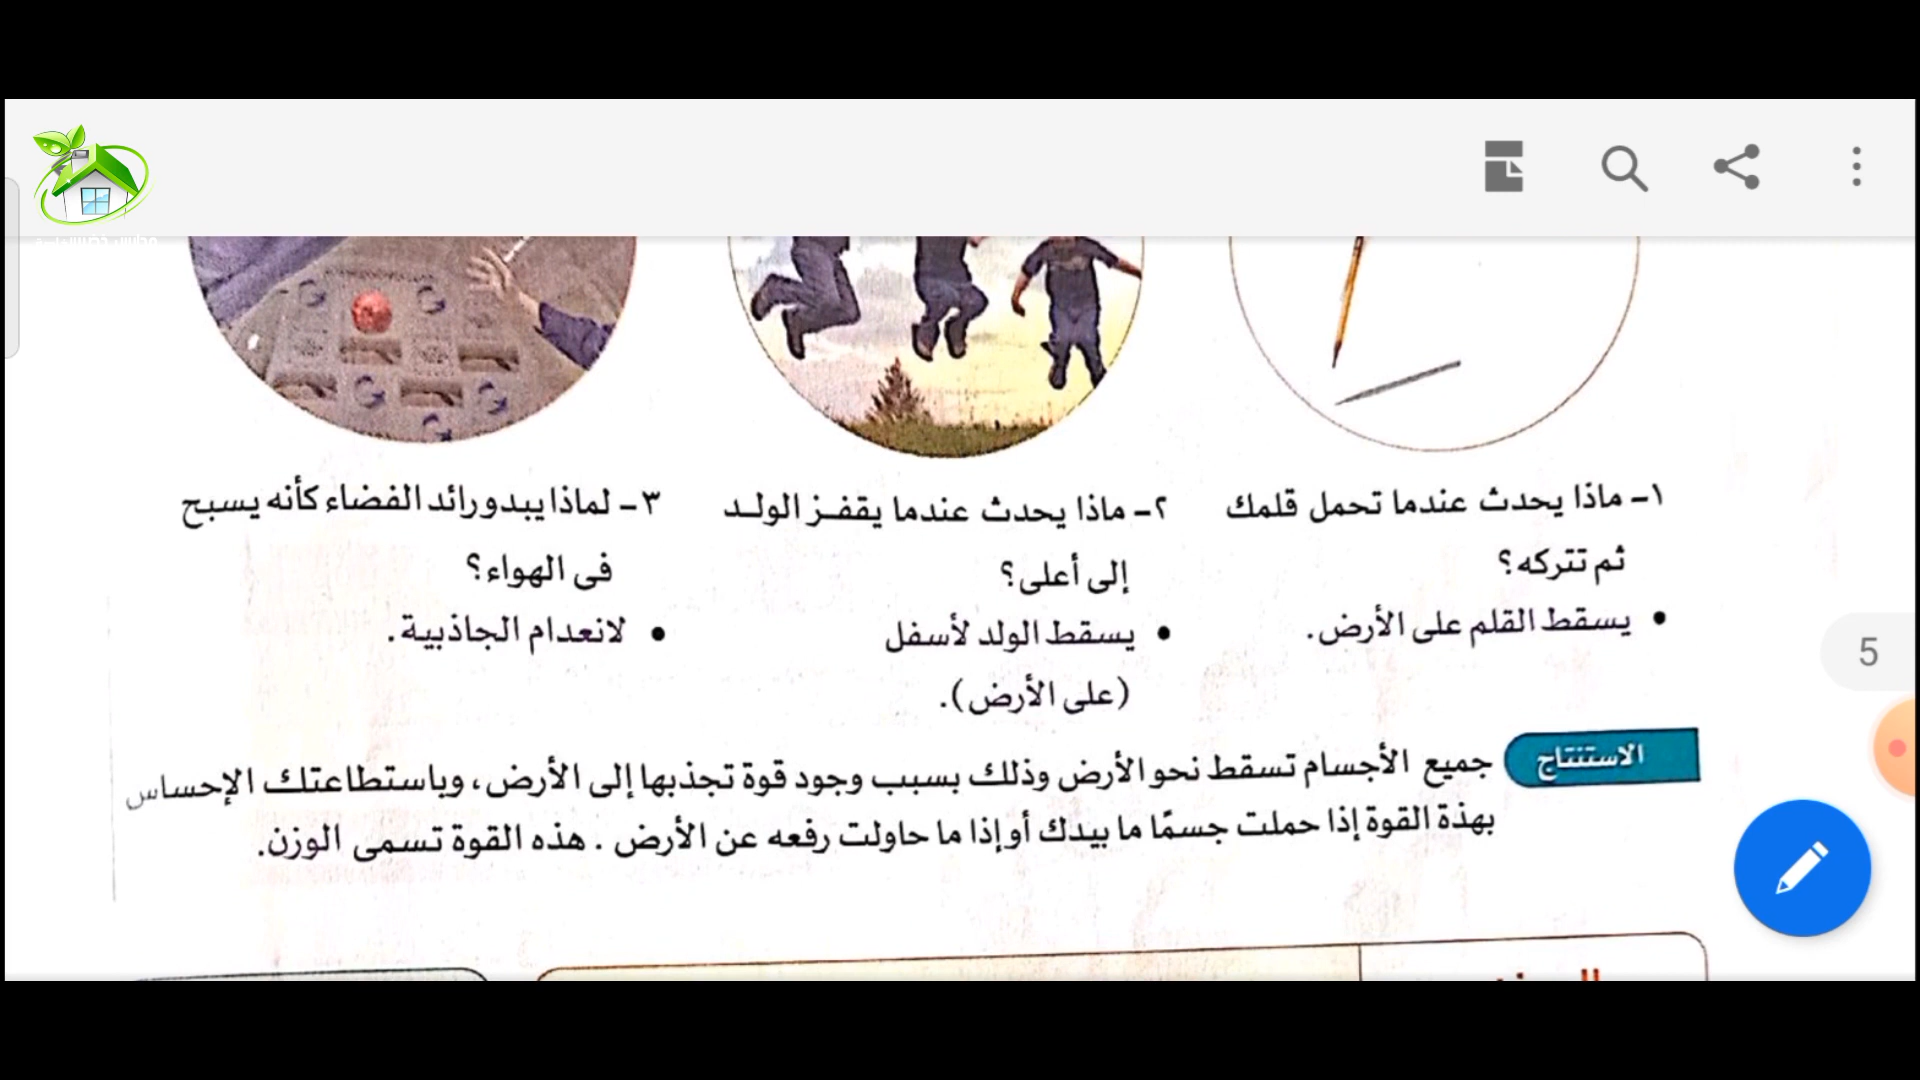 ١- ماذا يحدث عندما تحمل قلمك
ثم تتركه؟
• يسقط القلم على الأرض.
٢- ماذا يحدث عندما يقفز الولد
إلى أعلى؟
• يسقط الولد لأسفل
(على الأرض).
٣- لماذا يبدو رائد الفضاء كأنه يسبح
فى الهواء؟
• لانعدام الجاذبية.
5
الاستنتاج
جميع الأجسام تسقط نحو الأرض وذلك بسبب وجود قوة تجذبها إلى الأرض، وباستطاعتك الإحساس
بهذة القوة إذا حملت جسمًا ما بيدك أو إذا ما حاولت رفعه عن الأرض . هذه القوة تسمى الوزن.